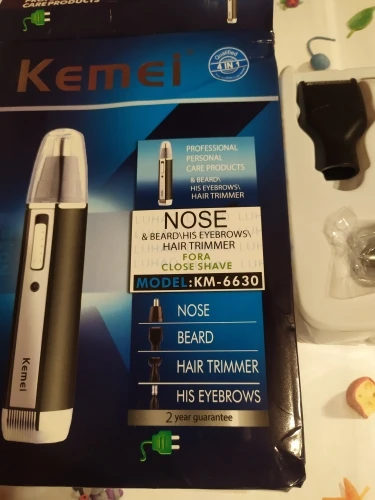 CARE PRODUCTS
Kemei
Qualified
4 IN 1
PROFESSIONAL
PERSONAL
CARE PRODUCTS
& BEARD\
HIS EYEBROWS\
HAIR TRIMMER
NOSE
& BEARD\HIS EYEBROWS\
HAIR TRIMMER
FORA
CLOSE SHAVE
MODEL:KM-6630
NOSE
BEARD
HAIR TRIMMER
HIS EYEBROWS
2 year guarantee
Kemei